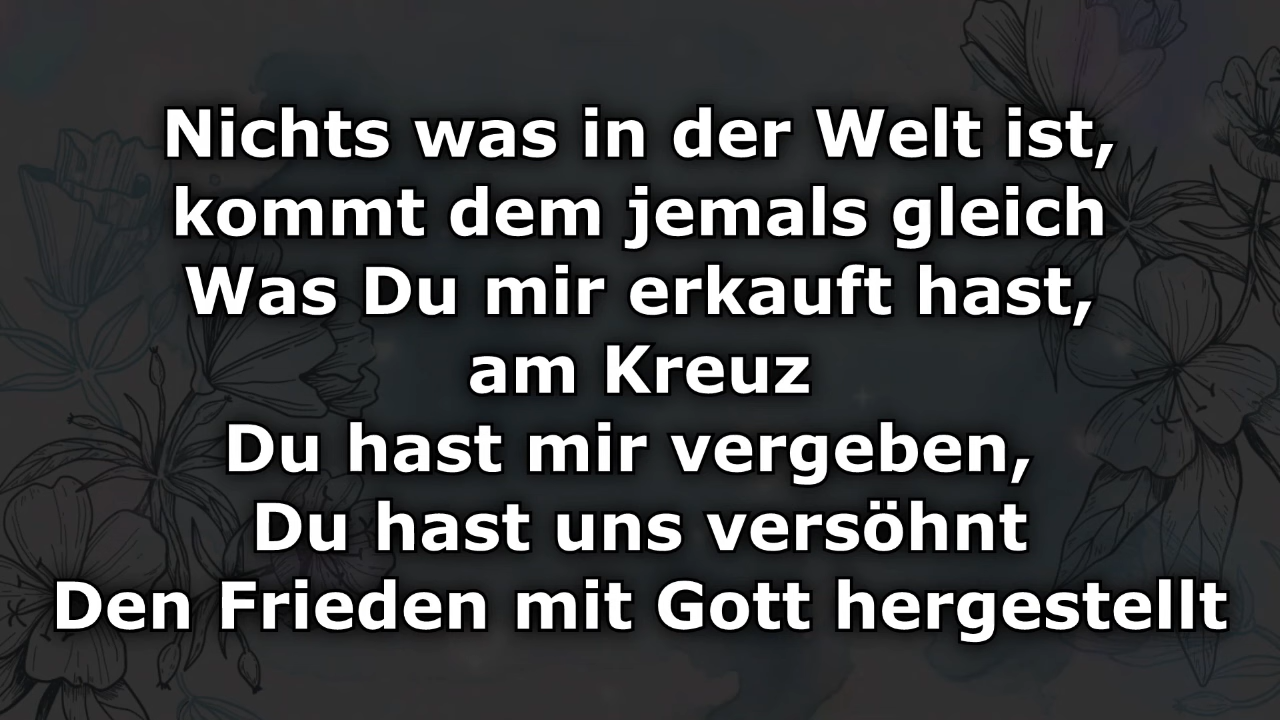 Nichts was in der Welt ist,
kommt dem jemals gleich
Was Du mir erkauft hast,
am Kreuz
Du hast mir vergeben,
Du hast uns versöhnt
Den Frieden mit Gott hergestellt